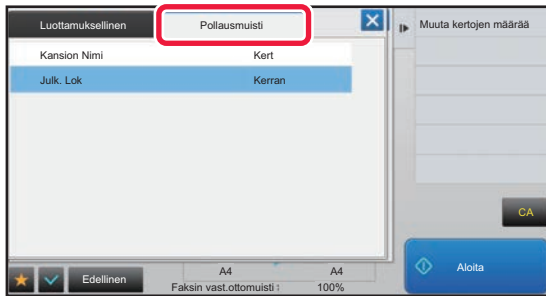 Luottamuksellinen
Pollausmuisti
Muuta kertojen määrää
Kansion Nimi
Kert
Julk. Lok
Kerran
CA
Edellinen
A4
A4
Faksin vast.ottomuisti :
100%
Aloita